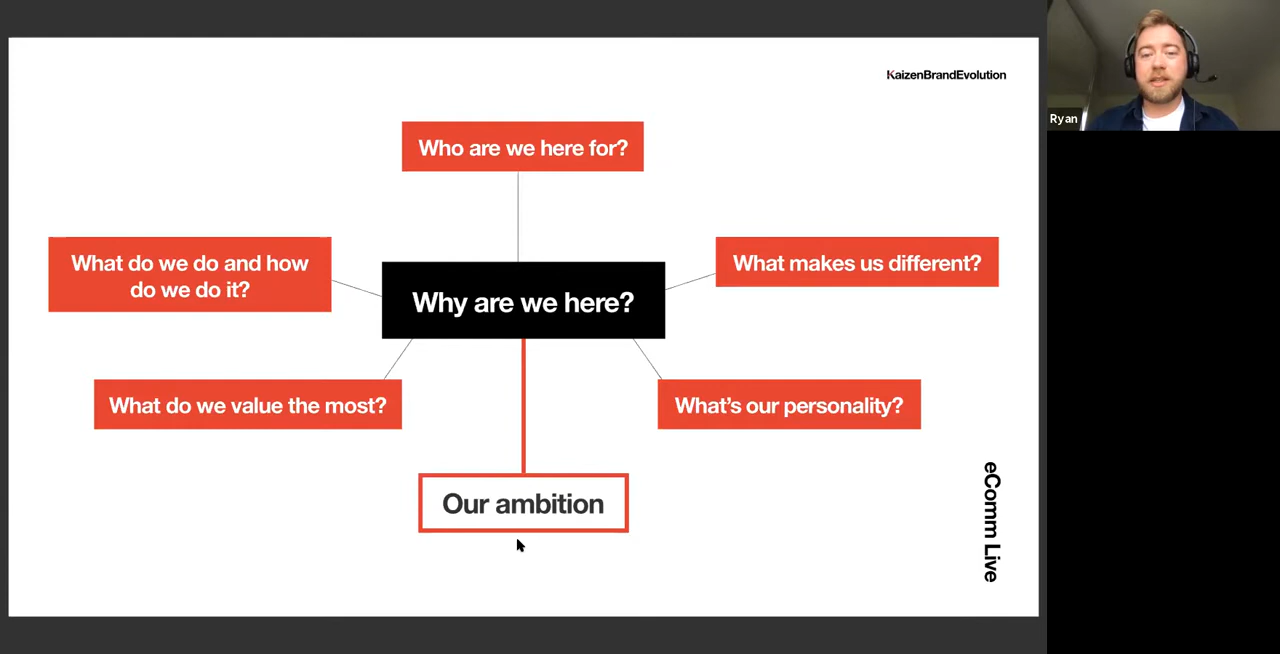 KaizenBrandEvolution
Ryan
Who are we here for?
What do we do and how
do we do it?
What makes us different?
Why are we here?
What do we value the most?
What’s our personality?
Our ambition
eComm Live